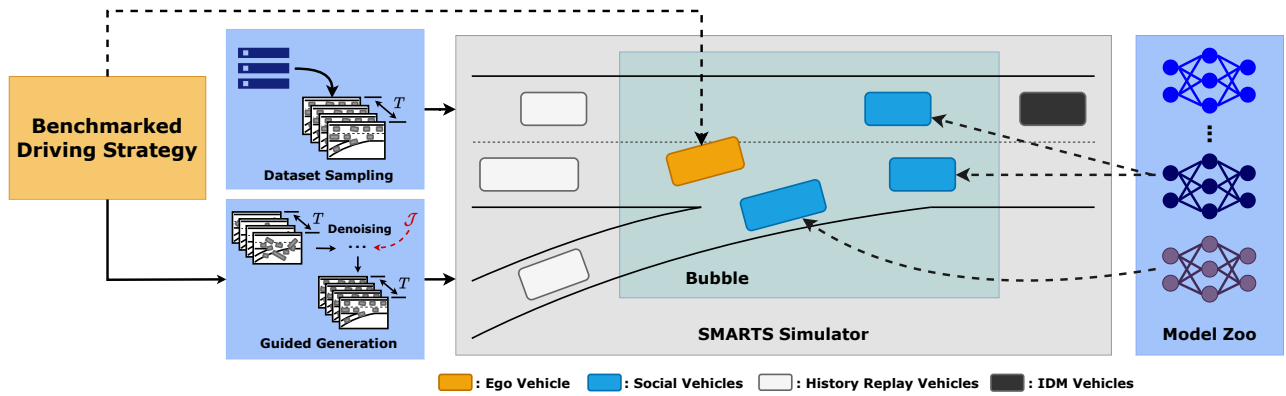 Benchmarked
Driving Strategy
T
Dataset Sampling
T
Denoising
𝒥
...
T
Guided Generation
Bubble
SMARTS Simulator
...
Model Zoo
: Ego Vehicle
: Social Vehicles
: History Replay Vehicles
: IDM Vehicles